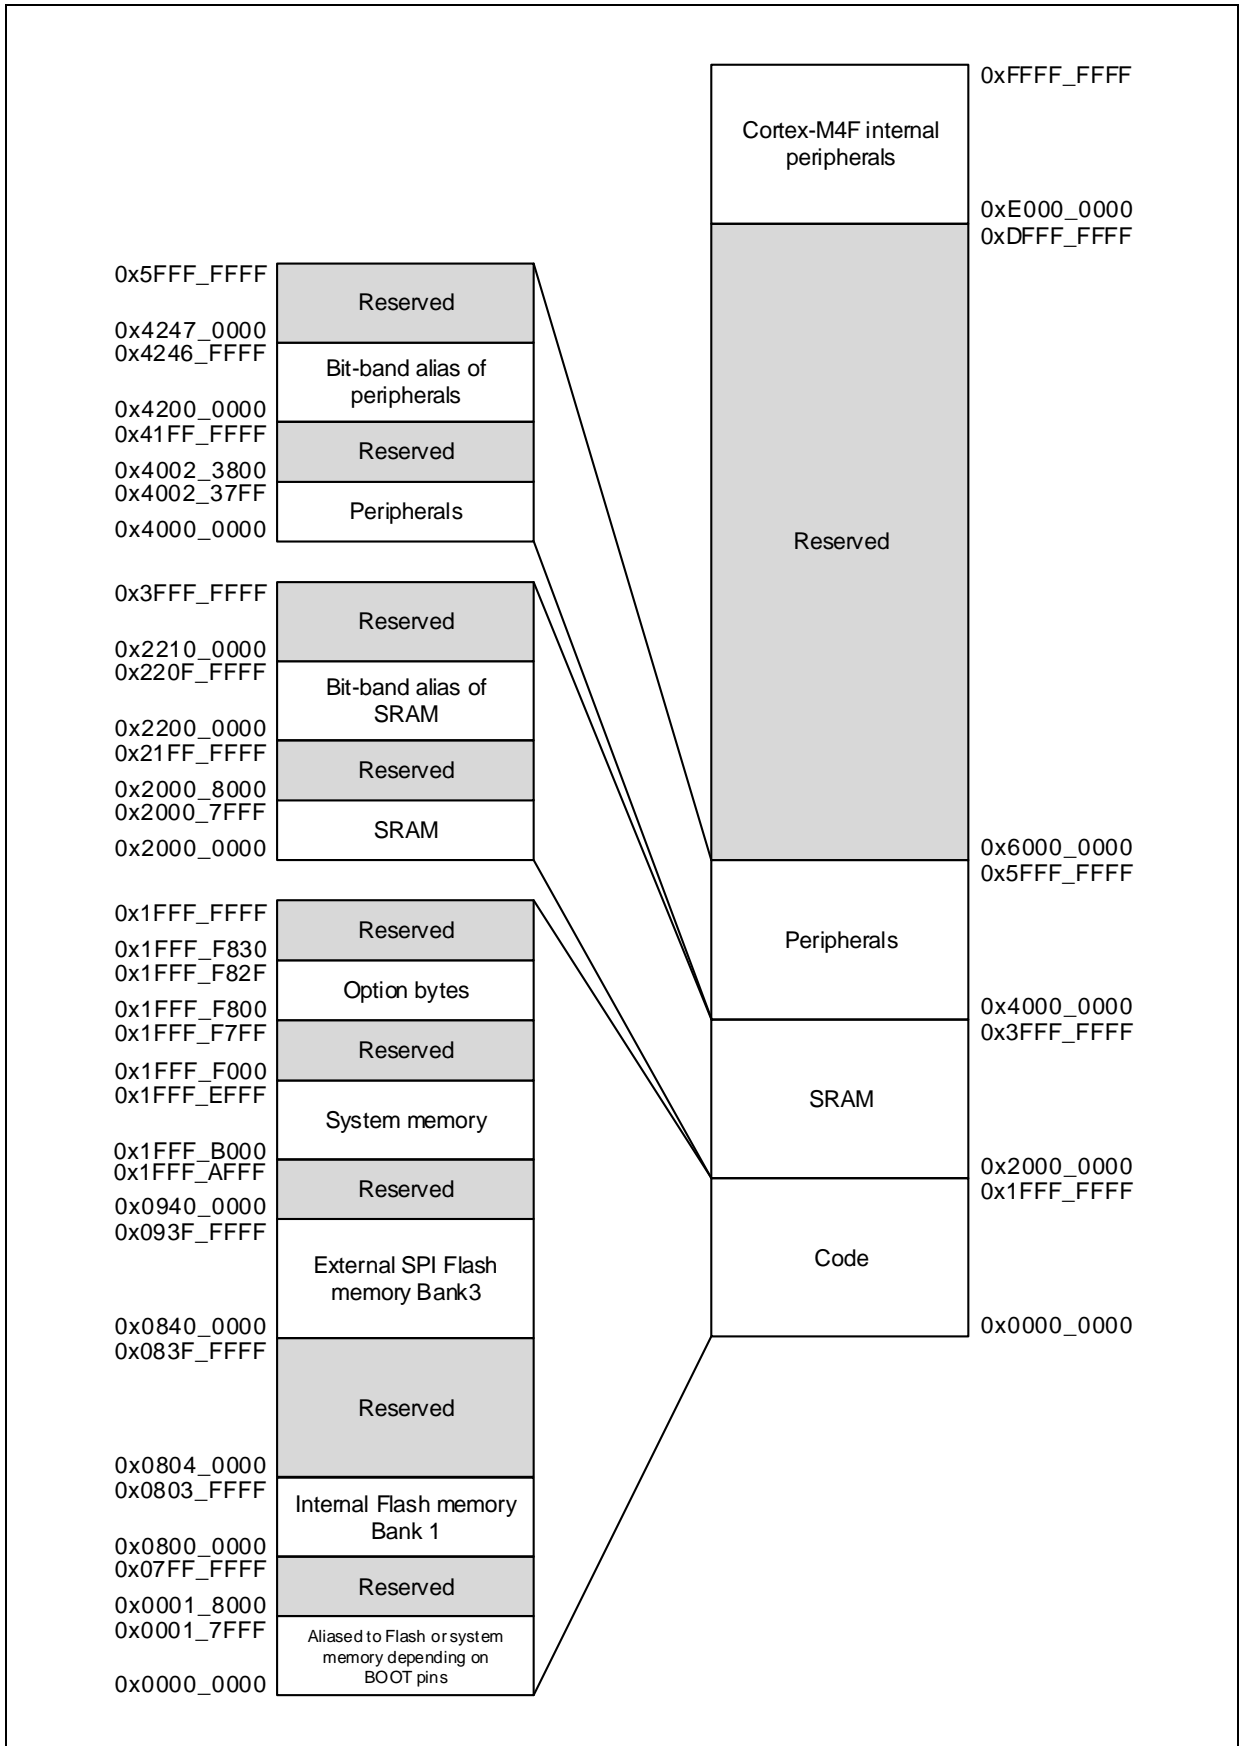 0xFFFF_FFFF
Cortex-M4F internal
peripherals
0xE000_0000
0xDFFF_FFFF
Reserved
0x6000_0000
0x5FFF_FFFF
Peripherals
0x4000_0000
0x3FFF_FFFF
SRAM
0x2000_0000
0x1FFF_FFFF
Code
0x0000_0000
0x5FFF_FFFF
Reserved
0x4247_0000
0x4246_FFFF
Bit-band alias of
peripherals
0x4200_0000
0x41FF_FFFF
Reserved
0x4002_3800
0x4002_37FF
Peripherals
0x4000_0000
0x3FFF_FFFF
Reserved
0x2210_0000
0x220F_FFFF
Bit-band alias of
SRAM
0x2200_0000
0x21FF_FFFF
Reserved
0x2000_8000
0x2000_7FFF
SRAM
0x2000_0000
0x1FFF_FFFF
Reserved
0x1FFF_F830
0x1FFF_F82F
Option bytes
0x1FFF_F800
0x1FFF_F7FF
Reserved
0x1FFF_F000
0x1FFF_EFFF
System memory
0x1FFF_B000
0x1FFF_AFFF
Reserved
0x0940_0000
0x093F_FFFF
External SPI Flash
memory Bank3
0x0840_0000
0x083F_FFFF
Reserved
0x0804_0000
0x0803_FFFF
Internal Flash memory
Bank 1
0x0800_0000
0x07FF_FFFF
Reserved
0x0001_8000
0x0001_7FFF
Aliased to Flash or system
memory depending on
BOOT pins
0x0000_0000